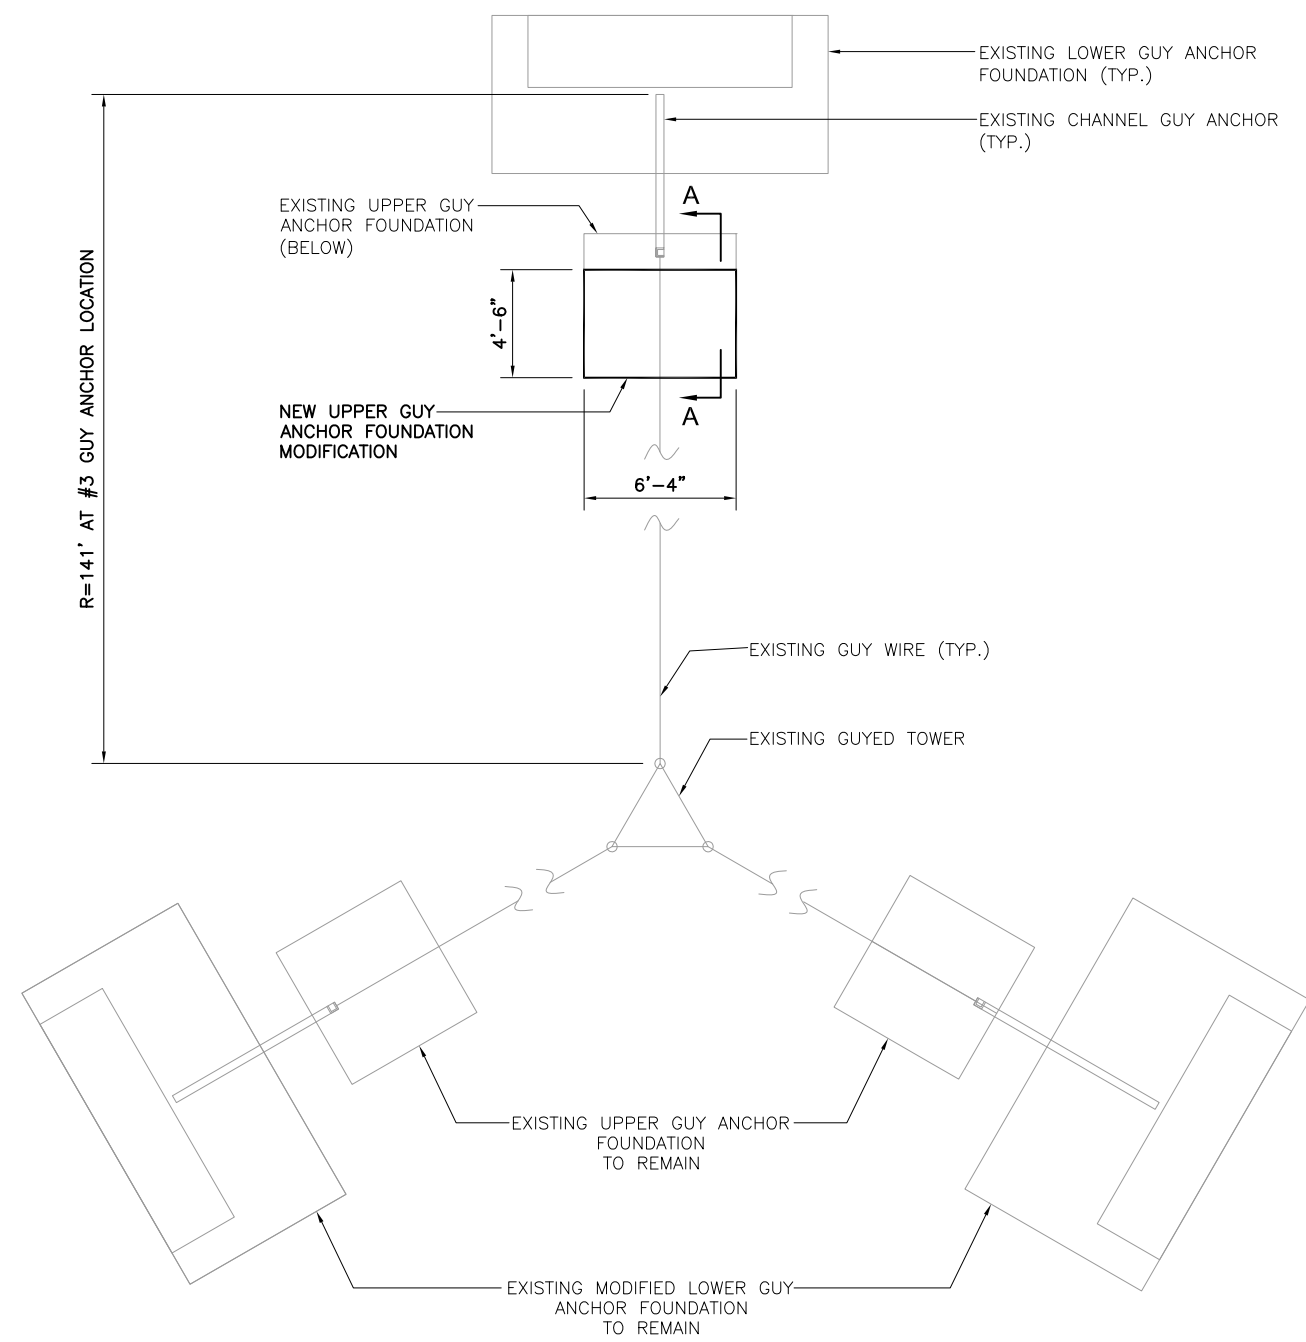 EXISTING LOWER GUY ANCHOR
FOUNDATION (TYP.)
EXISTING CHANNEL GUY ANCHOR
(TYP.)
A
EXISTING UPPER GUY
ANCHOR FOUNDATION
(BELOW)
R=141' AT #3 GUY ANCHOR LOCATION
4'-6"
NEW UPPER GUY
ANCHOR FOUNDATION
MODIFICATION
A
6'-4"
EXISTING GUY WIRE (TYP.)
EXISTING GUYED TOWER
EXISTING UPPER GUY ANCHOR
FOUNDATION
TO REMAIN
EXISTING MODIFIED LOWER GUY
ANCHOR FOUNDATION
TO REMAIN